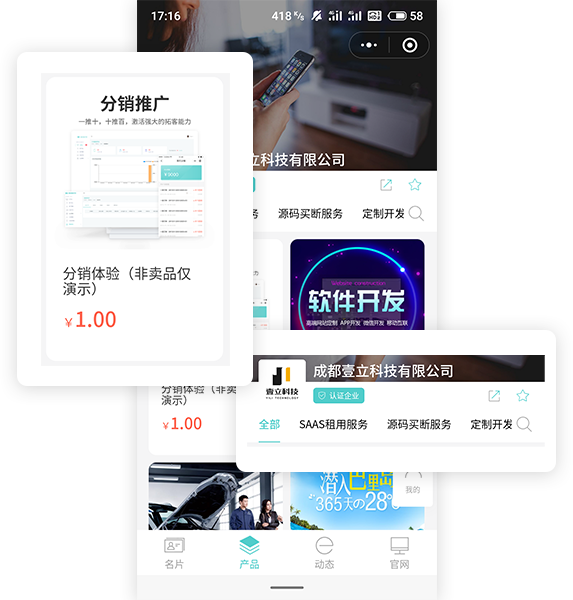 17:16
418 K/s
58
壹立科技有限公司
务 源码买断服务 定制开发
分销推广
一推十，十推百，激活强大的拓客能力
分销体验（非卖品仅
演示）
￥1.00
软件开发
高端网站定制 APP开发 微信开发 移动互联
成都壹立科技有限公司
壹立科技
YILI TECHNOLOGY
认证企业
全部 SAAS租用服务 源码买断服务 定制开发
分销体验（非卖
演示）
￥1.00
潜入巴厘岛
365天の28℃
我的
名片 产品 动态 官网